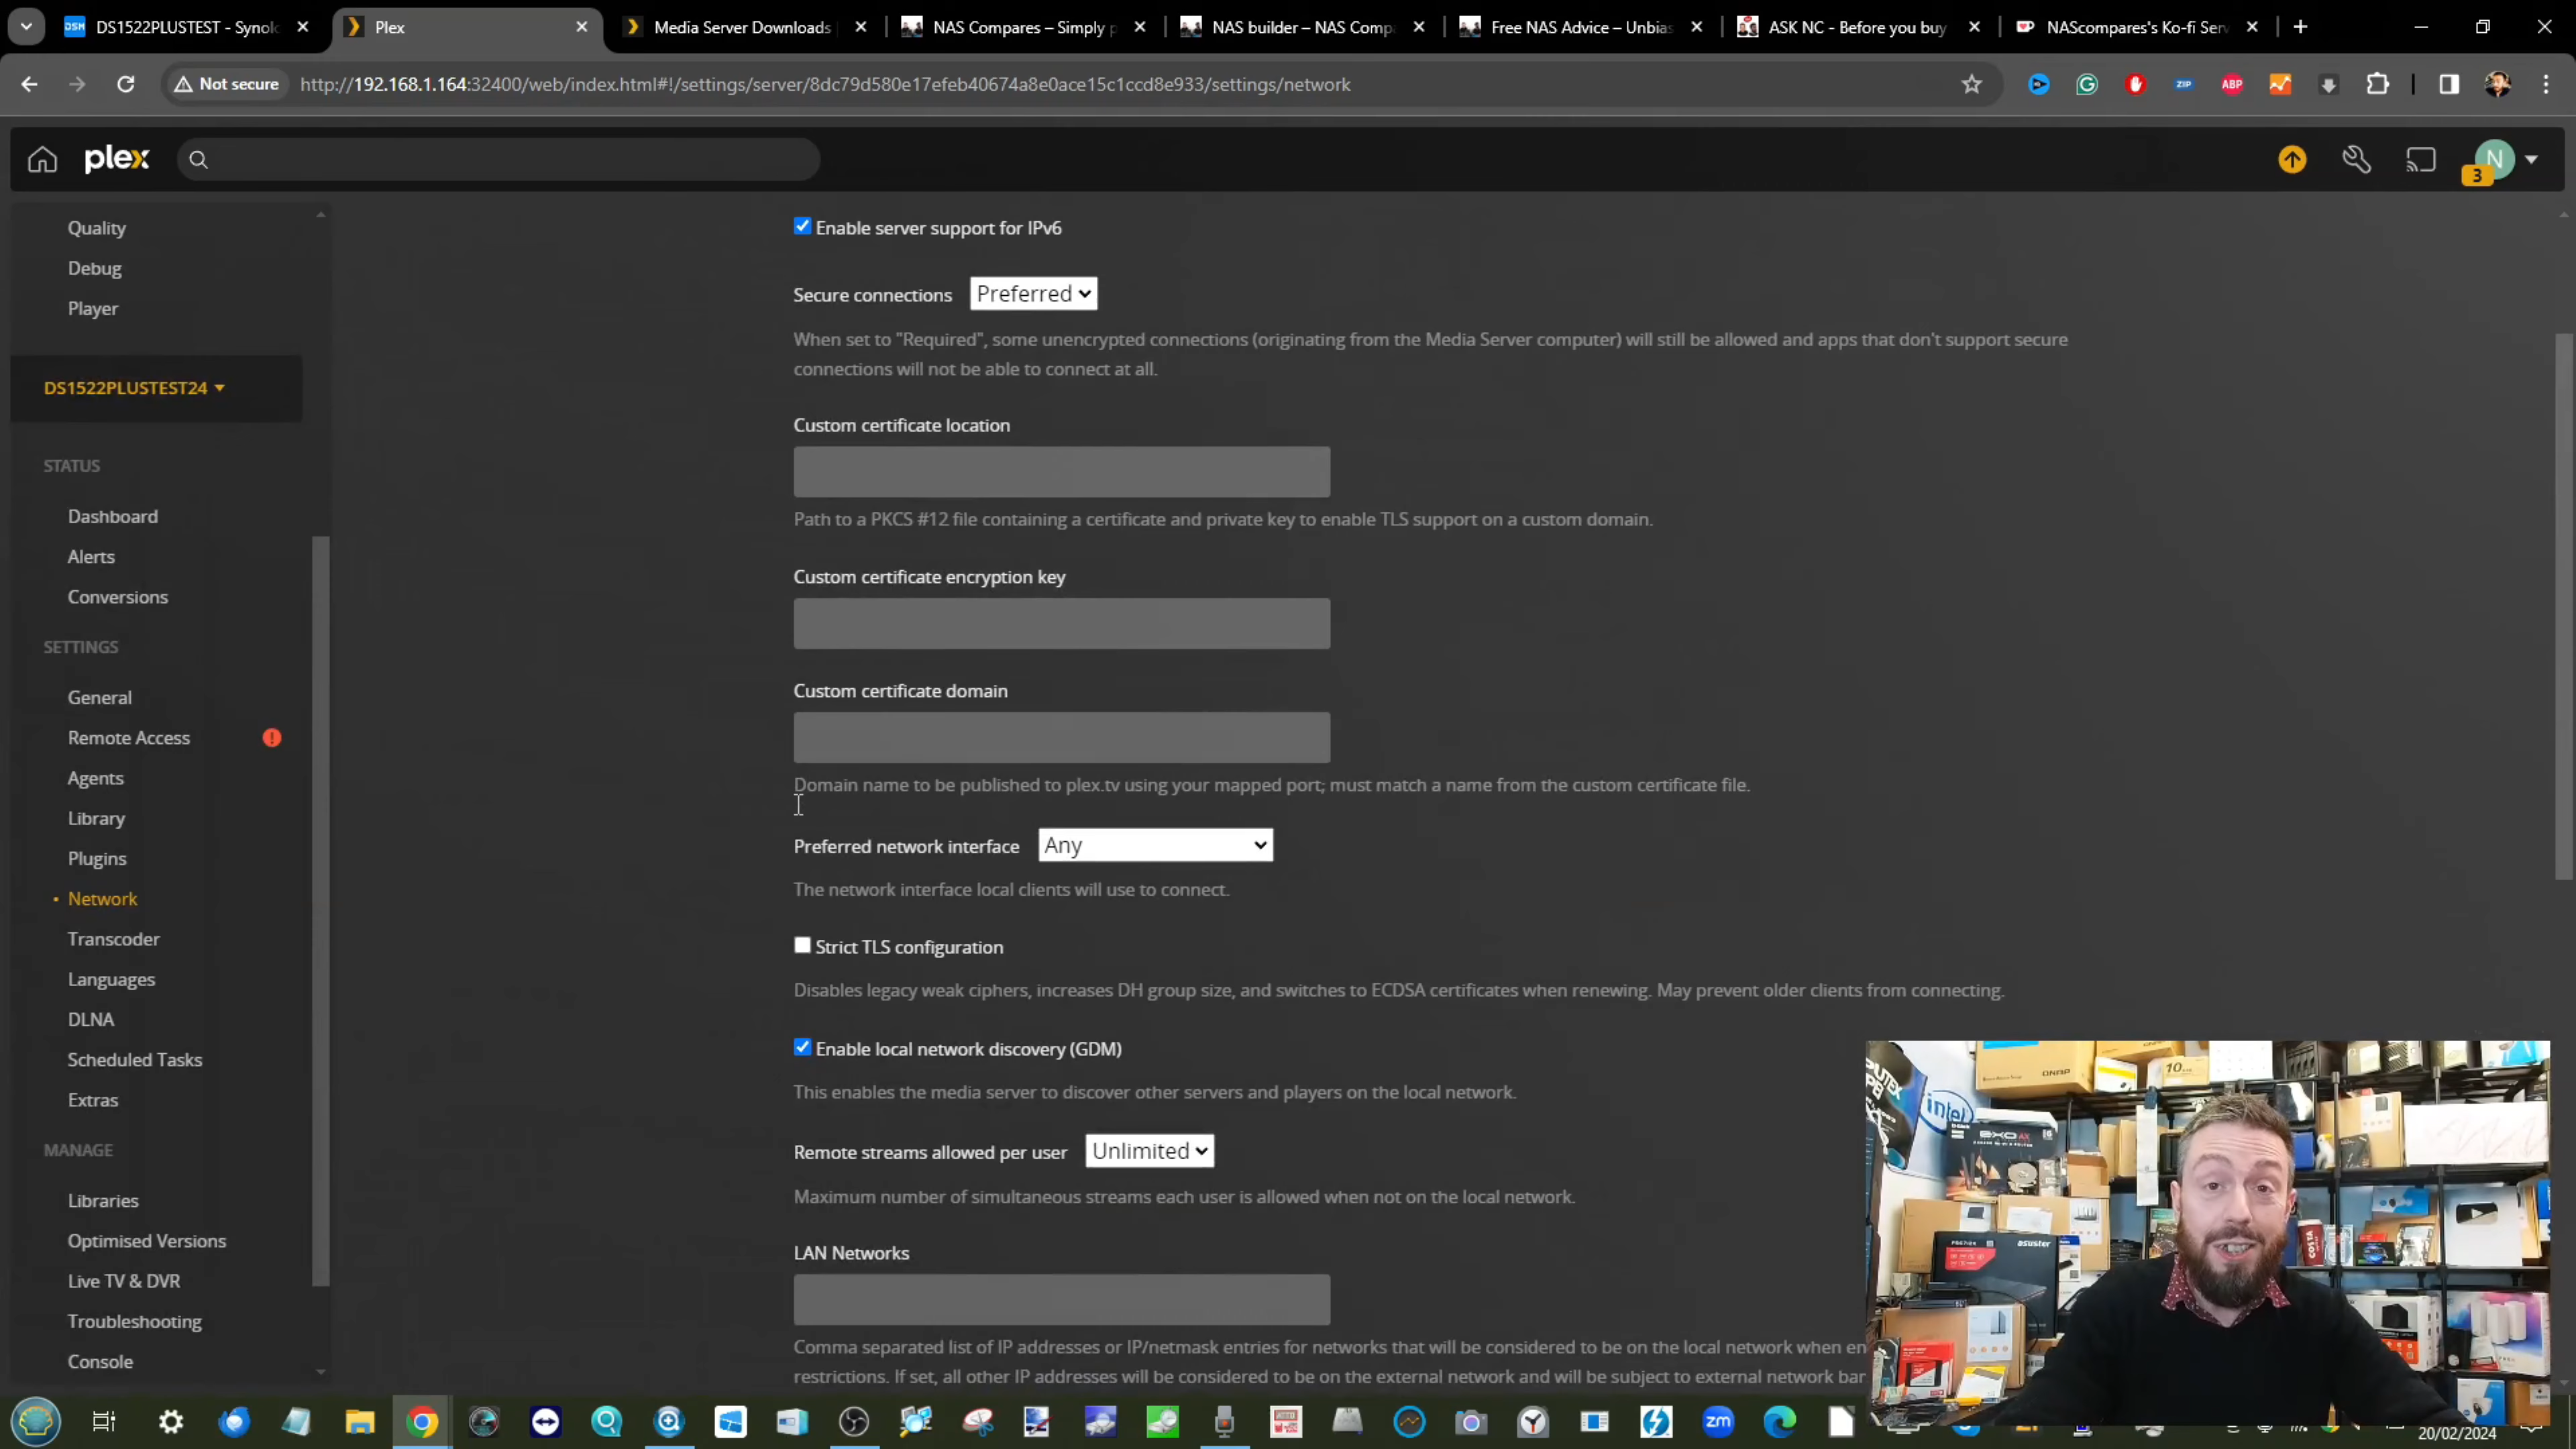 DS1522PLUSTEST - Synol
Plex
Media Server Downloads
NAS Compares – Simply p
NAS builder – NAS Comp
Free NAS Advice – Unbias
ASK NC - Before you buy
NAScompares's Ko-fi Serv
Not secure
http://192.168.1.164:32400/web/index.html#!/settings/server/8dc79d580e17efeb40674a8e0ace15c1ccd8e933/settings/network
ZIP
ABP
plex
N
3
Quality
Debug
Player
DS1522PLUSTEST24
STATUS
Dashboard
Alerts
Conversions
SETTINGS
General
Remote Access
Agents
Library
Plugins
Network
Transcoder
Languages
DLNA
Scheduled Tasks
Extras
MANAGE
Libraries
Optimised Versions
Live TV & DVR
Troubleshooting
Console
Enable server support for IPv6
Secure connections Preferred
When set to "Required", some unencrypted connections (originating from the Media Server computer) will still be allowed and apps that don't support secure
connections will not be able to connect at all.
Custom certificate location
Path to a PKCS #12 file containing a certificate and private key to enable TLS support on a custom domain.
Custom certificate encryption key
Custom certificate domain
Domain name to be published to plex.tv using your mapped port; must match a name from the custom certificate file.
Preferred network interface Any
The network interface local clients will use to connect.
Strict TLS configuration
Disables legacy weak ciphers, increases DH group size, and switches to ECDSA certificates when renewing. May prevent older clients from connecting.
Enable local network discovery (GDM)
This enables the media server to discover other servers and players on the local network.
Remote streams allowed per user Unlimited
Maximum number of simultaneous streams each user is allowed when not on the local network.
LAN Networks
Comma separated list of IP addresses or IP/netmask entries for networks that will be considered to be on the local network when en
restrictions. If set, all other IP addresses will be considered to be on the external network and will be subject to external network bar
intel
QNAP
EXO AX
asustor
COSTA
zm
20/02/2024